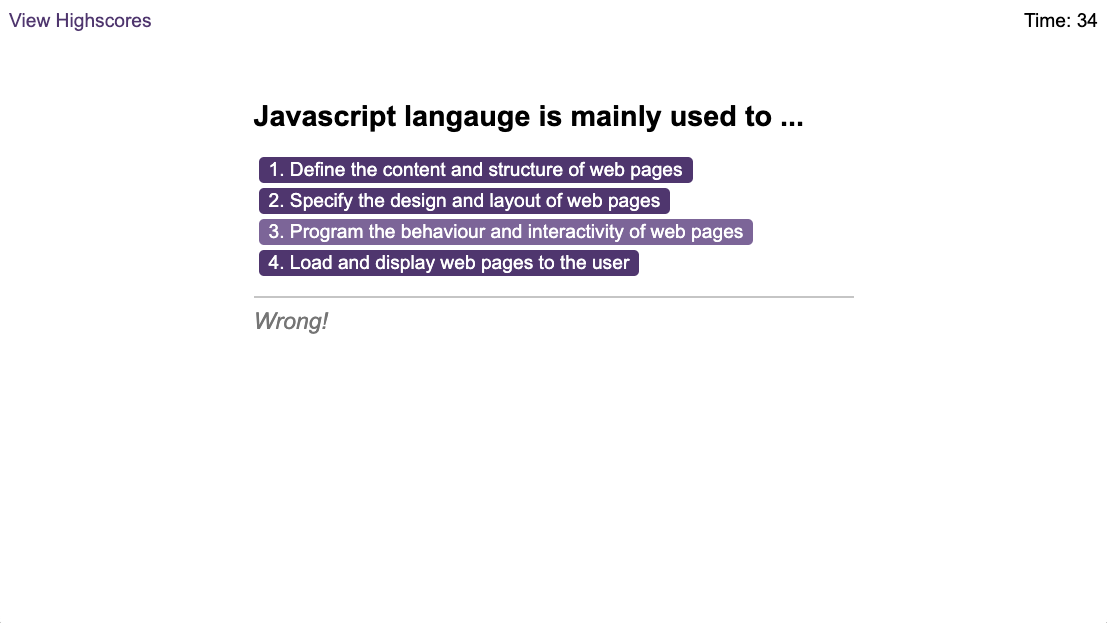 View Highscores
Time: 34
Javascript langauge is mainly used to ...
1. Define the content and structure of web pages
2. Specify the design and layout of web pages
3. Program the behaviour and interactivity of web pages
4. Load and display web pages to the user
Wrong!